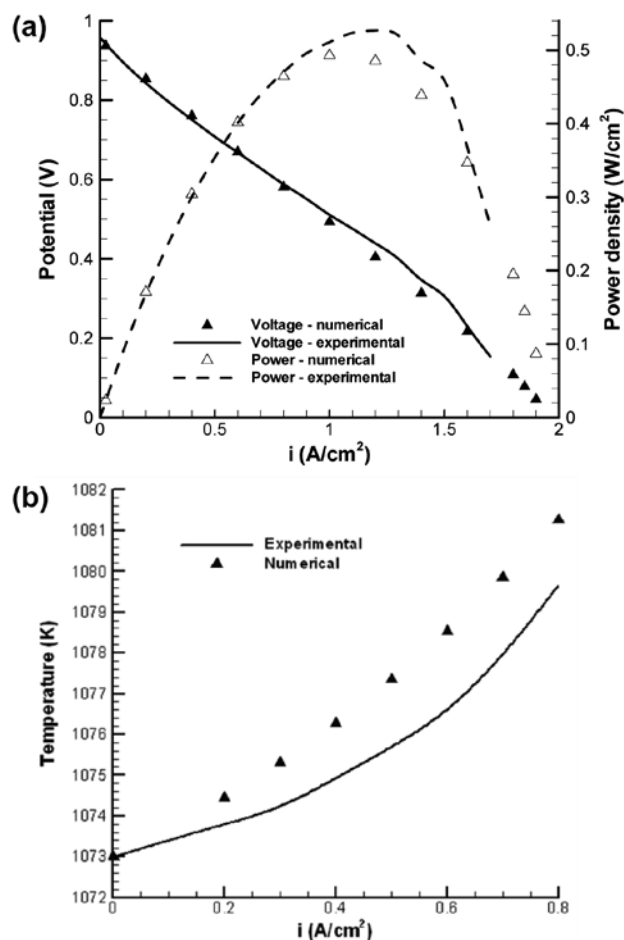 (a)
1
0.8
0.6
0.4
0.2
0
Potential (V)
0.5
0.4
0.3
0.2
0.1
0
Power density (W/cm²)
Voltage - numerical
Voltage - experimental
Power - numerical
Power - experimental
0 0.5 1 1.5 2
i (A/cm²)
(b)
1082
1081
1080
1079
1078
1077
1076
1075
1074
1073
1072
Temperature (K)
Experimental
Numerical
0 0.2 0.4 0.6 0.8
i (A/cm²)